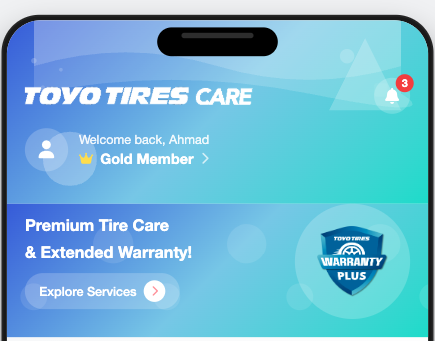 TOYO TIRES CARE
3
Welcome back, Ahmad
Gold Member
Premium Tire Care
& Extended Warranty!
Explore Services
TOYO TIRES
WARRANTY
PLUS